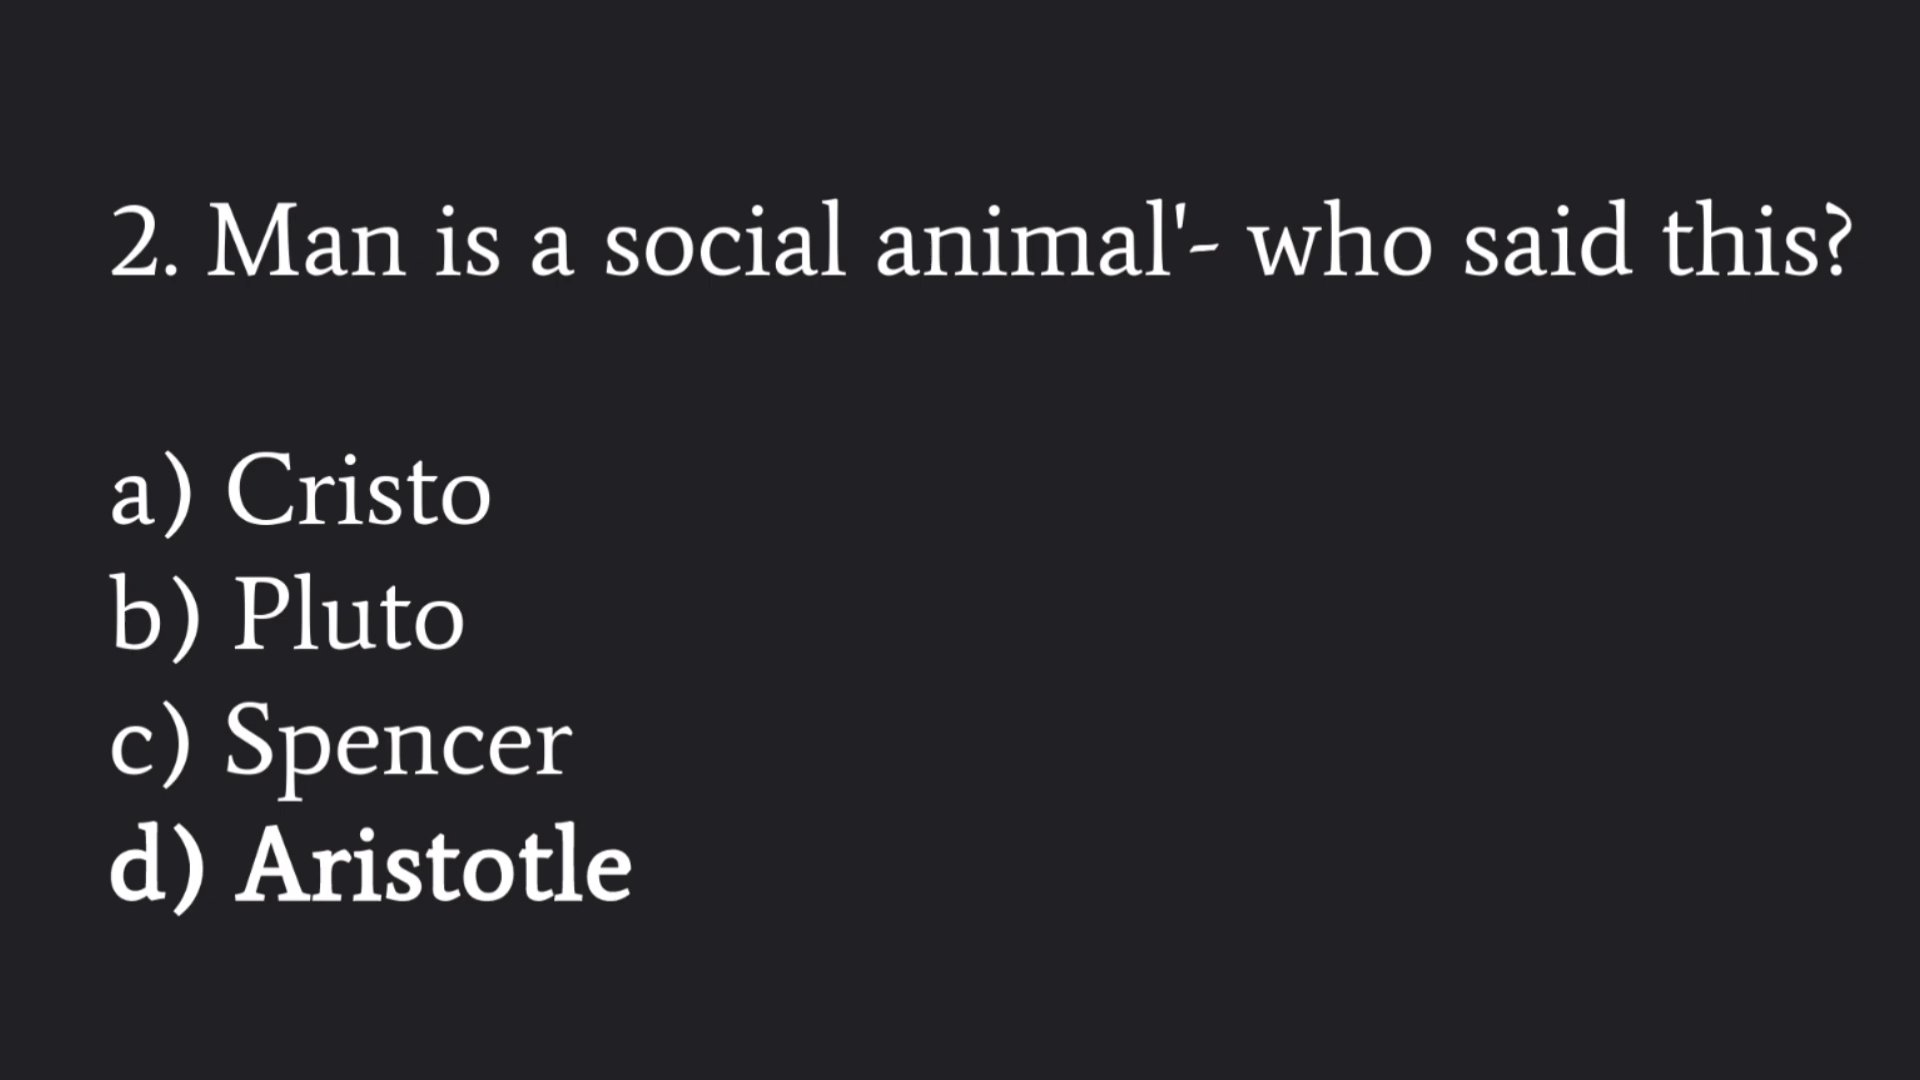 2. Man is a social animal'- who said this?
a) Cristo
b) Pluto
c) Spencer
d) Aristotle